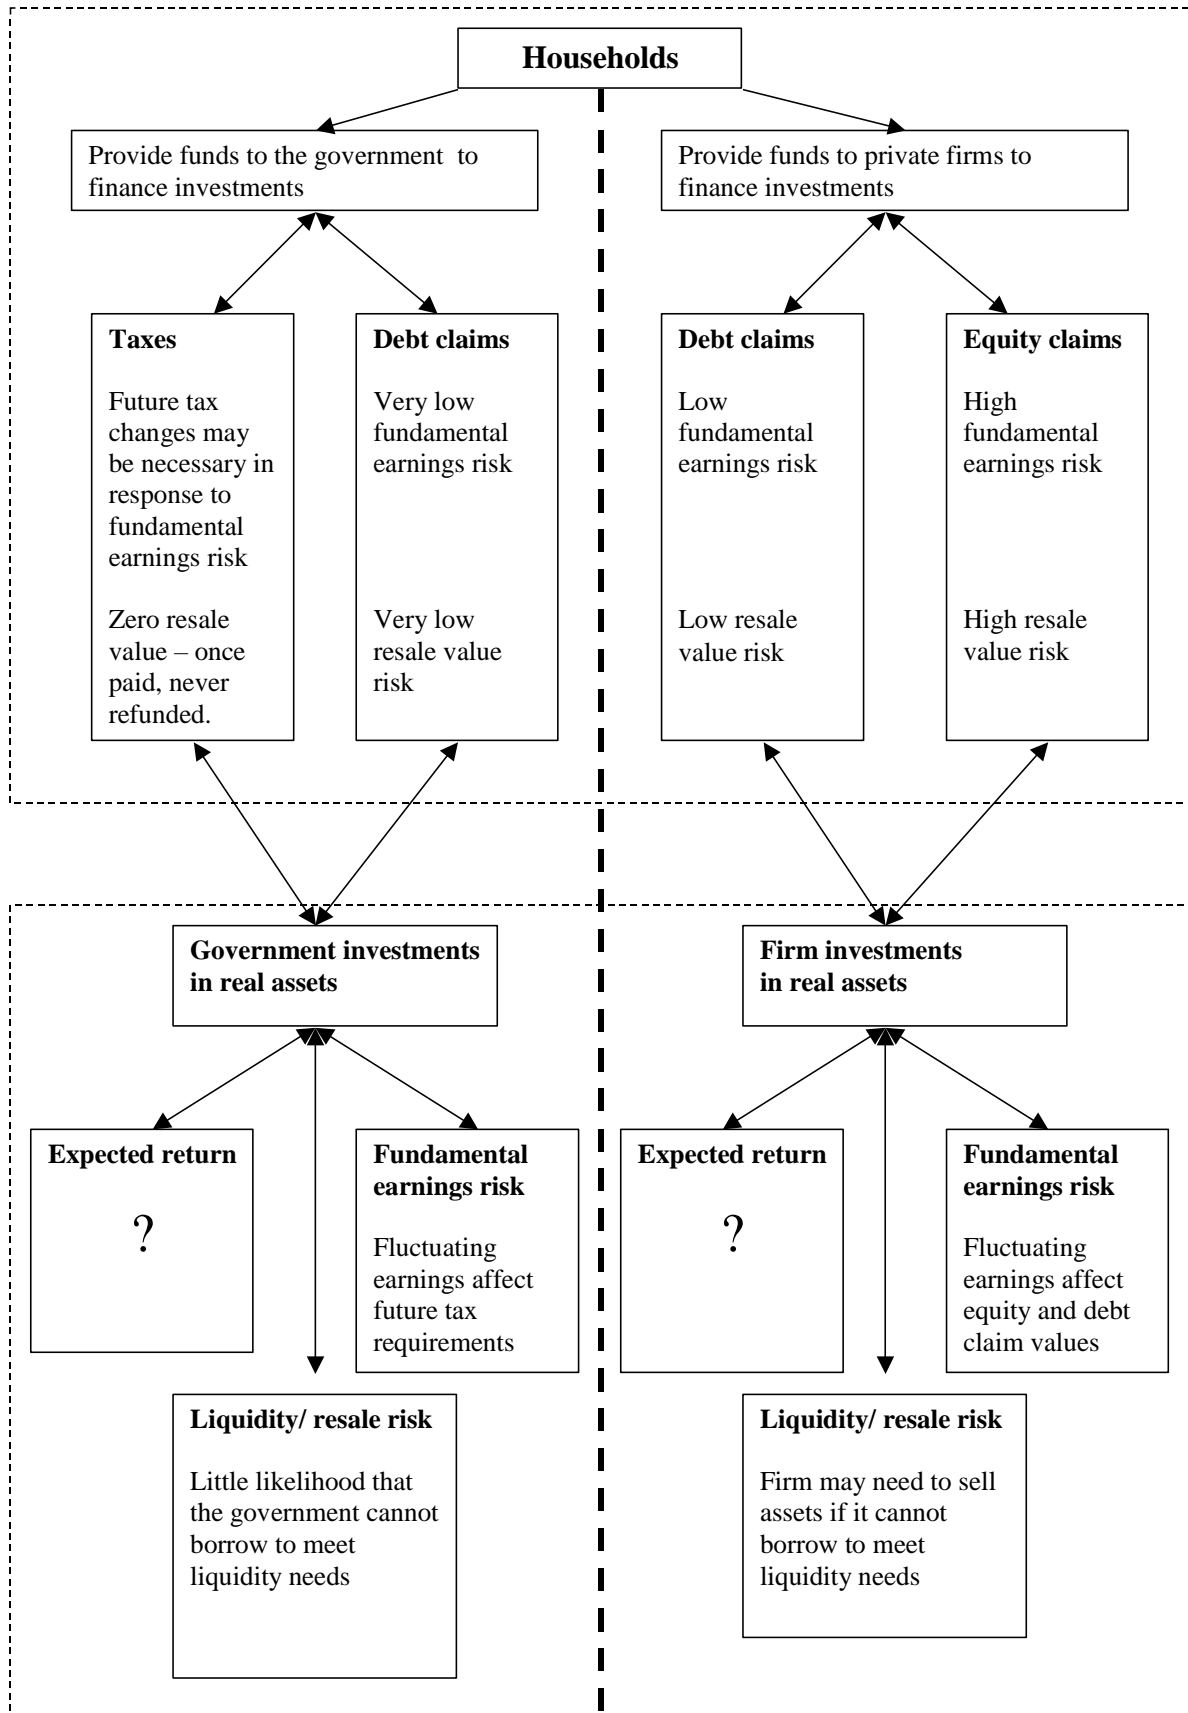 Households
Provide funds to the government  to
finance investments
Provide funds to private firms to
finance investments
Taxes
Future tax
changes may
be necessary in
response to
fundamental
earnings risk
Zero resale
value – once
paid, never
refunded.
Debt claims
Very low
fundamental
earnings risk
Very low
resale value
risk
Debt claims
Low
fundamental
earnings risk
Low resale
value risk
Equity claims
High
fundamental
earnings risk
High resale
value risk
Government investments
in real assets
Firm investments
in real assets
Expected return
?
Fundamental
earnings risk
Fluctuating
earnings affect
future tax
requirements
Expected return
?
Fundamental
earnings risk
Fluctuating
earnings affect
equity and debt
claim values
Liquidity/ resale risk
Little likelihood that
the government cannot
borrow to meet
liquidity needs
Liquidity/ resale risk
Firm may need to sell
assets if it cannot
borrow to meet
liquidity needs